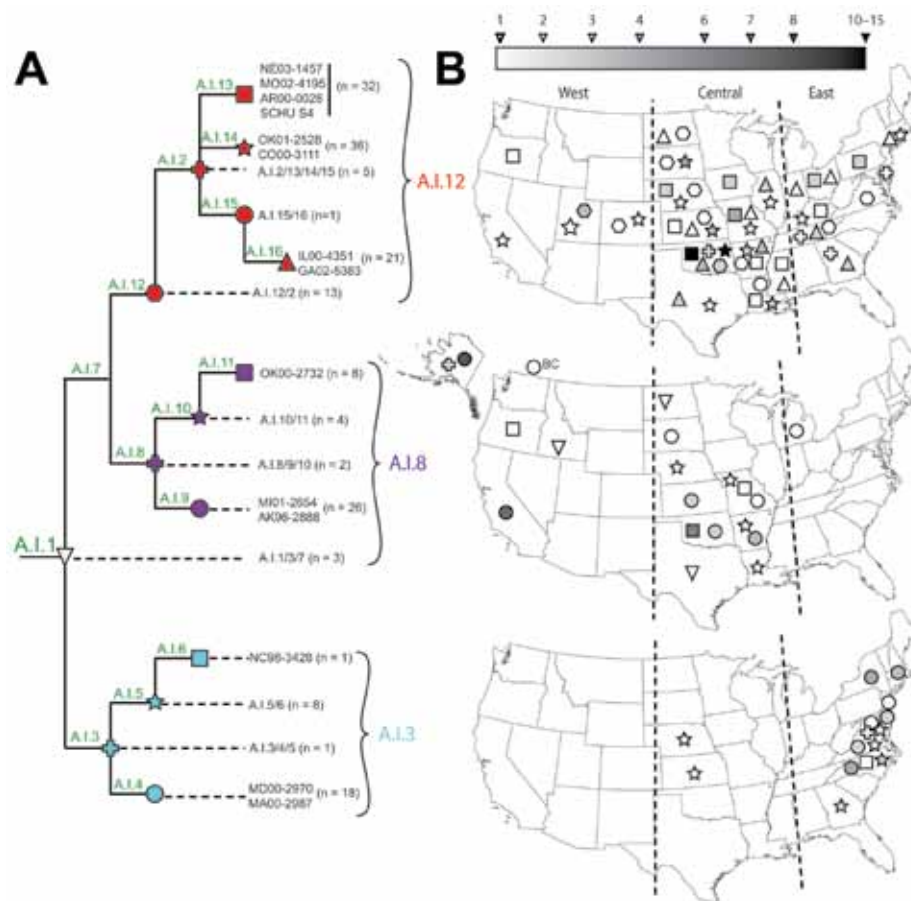 A
A.I.13
NE03-1457
MO02-4195
AR00-0028
SCHU S4
(n = 32)
A.I.14
OK01-2528
CO00-3111
(n = 36)
A.I.2
A.I.2/13/14/15 (n = 5)
A.I.12
A.I.15
A.I.15/16 (n=1)
A.I.16
IL00-4351
GA02-5383
(n = 21)
A.I.12
A.I.12/2 (n = 13)
A.I.7
A.I.11
OK00-2732 (n = 8)
A.I.10
A.I.10/11 (n = 4)
A.I.8
A.I.8/9/10 (n = 2)
A.I.8
A.I.9
MI01-2654
AK96-2888
(n = 26)
A.I.1
A.I.1/3/7 (n = 3)
A.I.6
NC98-3428 (n = 1)
A.I.5
A.I.5/6 (n = 8)
A.I.3
A.I.3
A.I.3/4/5 (n = 1)
A.I.4
MD00-2970
MA00-2987
(n = 18)
B
1 2 3 4 6 7 8 10–15
West Central East
BC